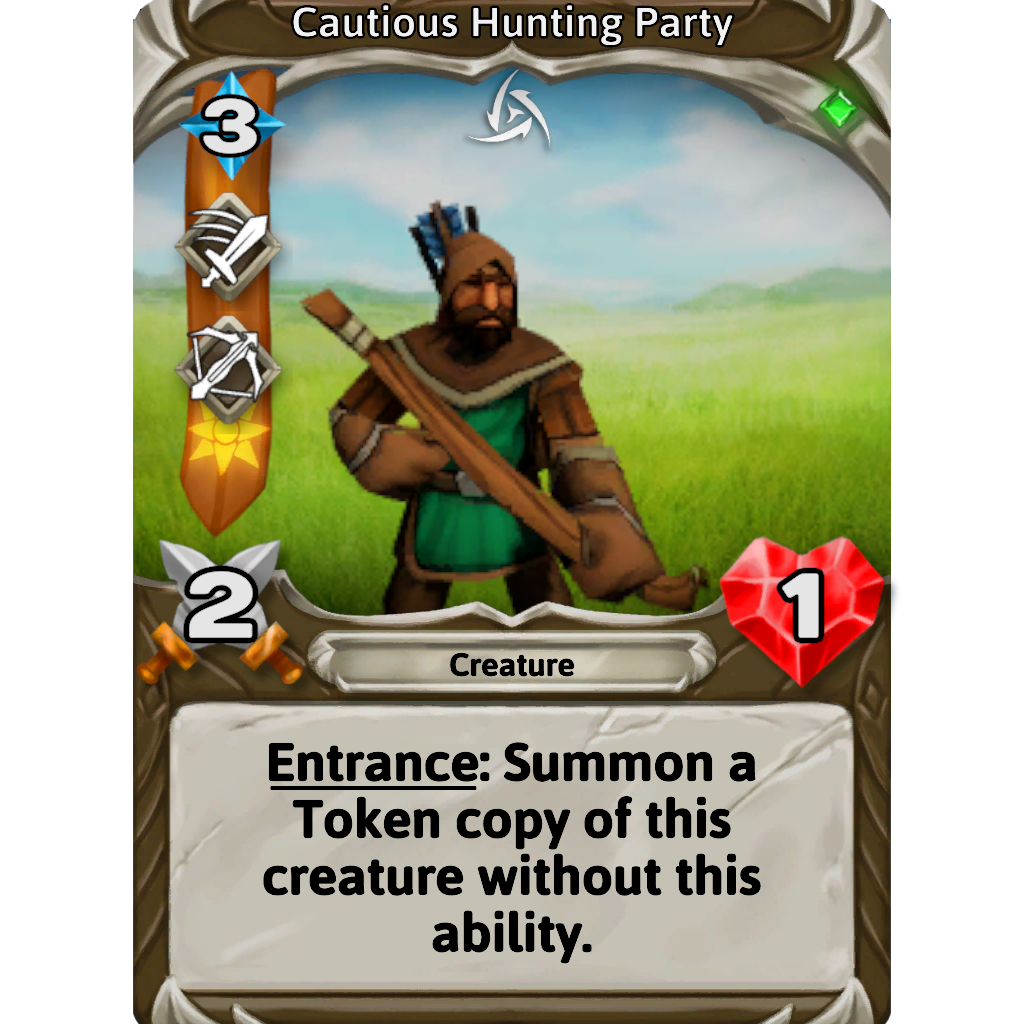 Cautious Hunting Party
3
2
1
Creature
Entrance: Summon a
Token copy of this
creature without this
ability.